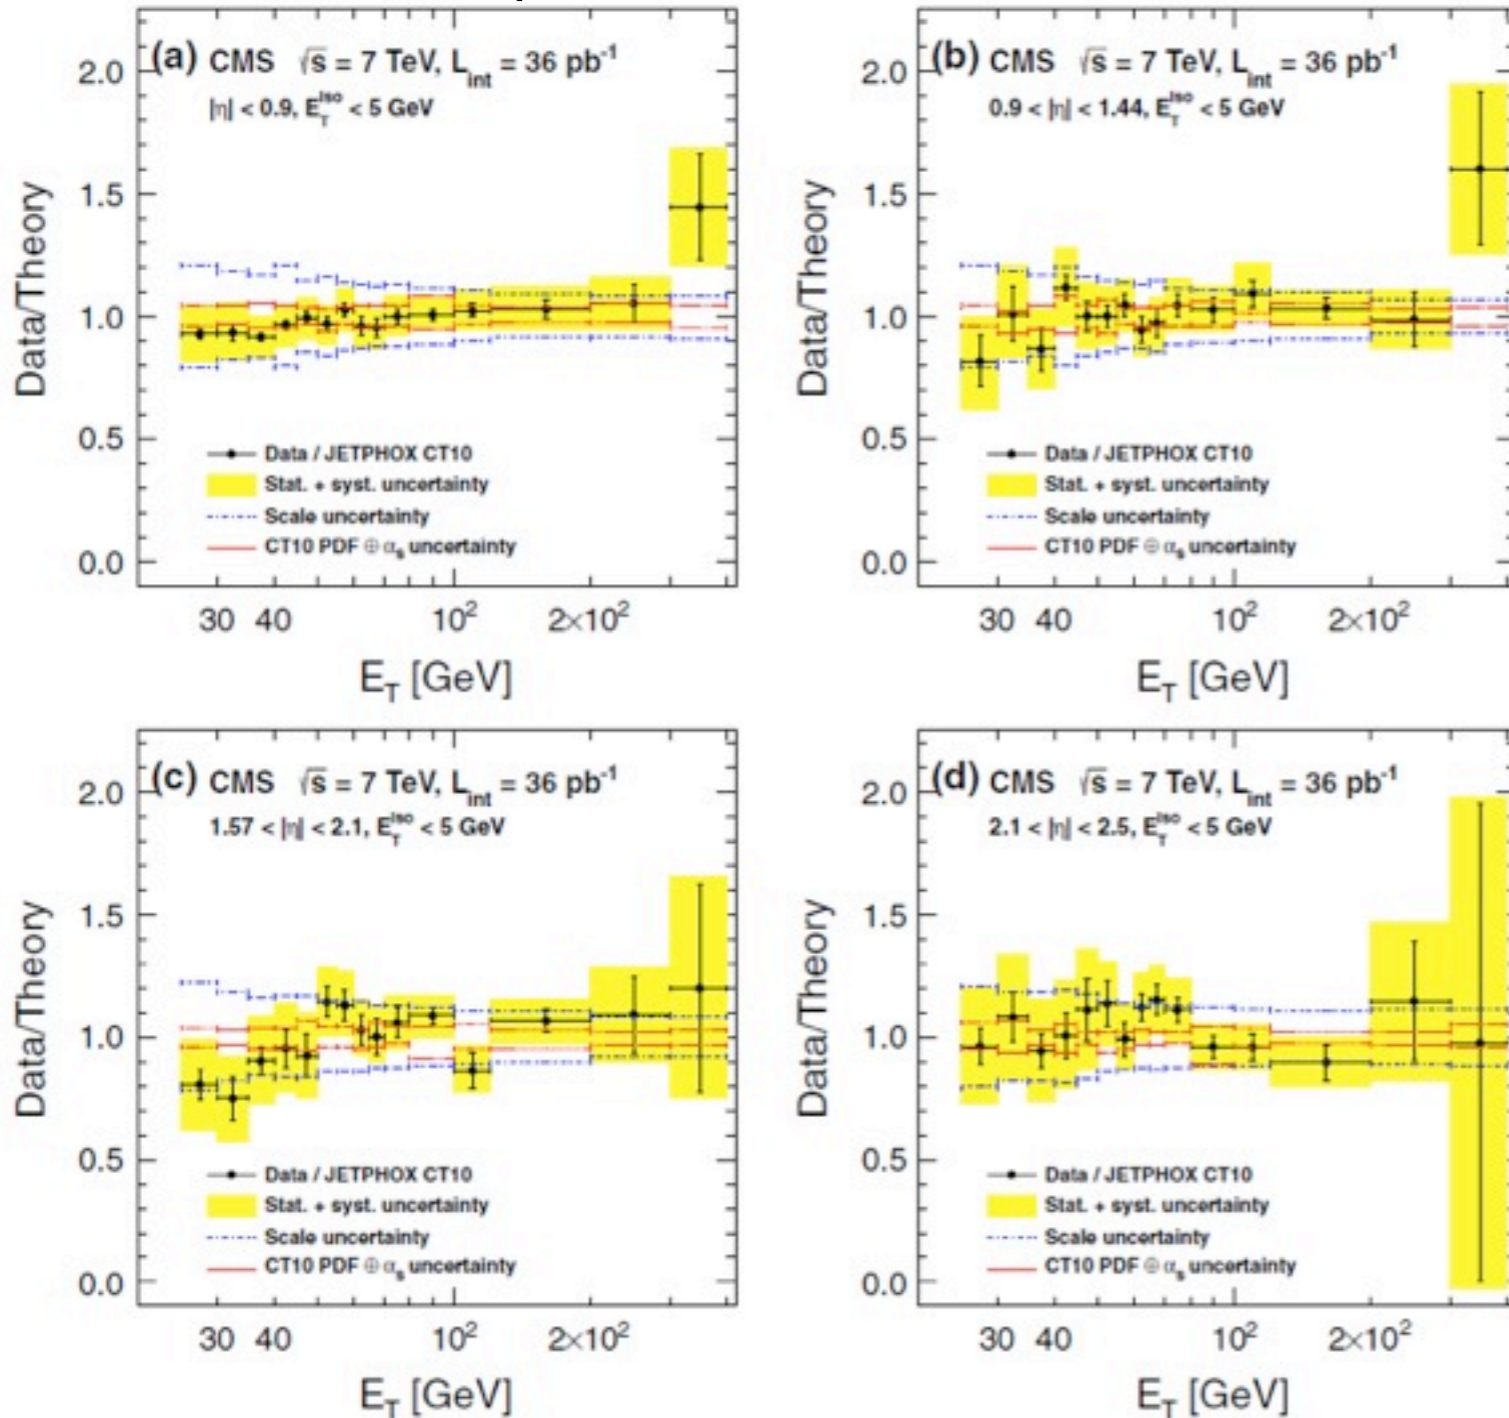 (a) CMS √s = 7 TeV, L_int = 36 pb⁻¹
|η| < 0.9, E_T^iso < 5 GeV
Data/Theory
2.0
1.5
1.0
0.5
0.0
Data / JETPHOX CT10
Stat. + syst. uncertainty
Scale uncertainty
CT10 PDF ⊕ α_s uncertainty
30 40 10² 2×10²
E_T [GeV]
(b) CMS √s = 7 TeV, L_int = 36 pb⁻¹
0.9 < |η| < 1.44, E_T^iso < 5 GeV
Data/Theory
2.0
1.5
1.0
0.5
0.0
Data / JETPHOX CT10
Stat. + syst. uncertainty
Scale uncertainty
CT10 PDF ⊕ α_s uncertainty
30 40 10² 2×10²
E_T [GeV]
(c) CMS √s = 7 TeV, L_int = 36 pb⁻¹
1.57 < |η| < 2.1, E_T^iso < 5 GeV
Data/Theory
2.0
1.5
1.0
0.5
0.0
Data / JETPHOX CT10
Stat. + syst. uncertainty
Scale uncertainty
CT10 PDF ⊕ α_s uncertainty
30 40 10² 2×10²
E_T [GeV]
(d) CMS √s = 7 TeV, L_int = 36 pb⁻¹
2.1 < |η| < 2.5, E_T^iso < 5 GeV
Data/Theory
2.0
1.5
1.0
0.5
0.0
Data / JETPHOX CT10
Stat. + syst. uncertainty
Scale uncertainty
CT10 PDF ⊕ α_s uncertainty
30 40 10² 2×10²
E_T [GeV]